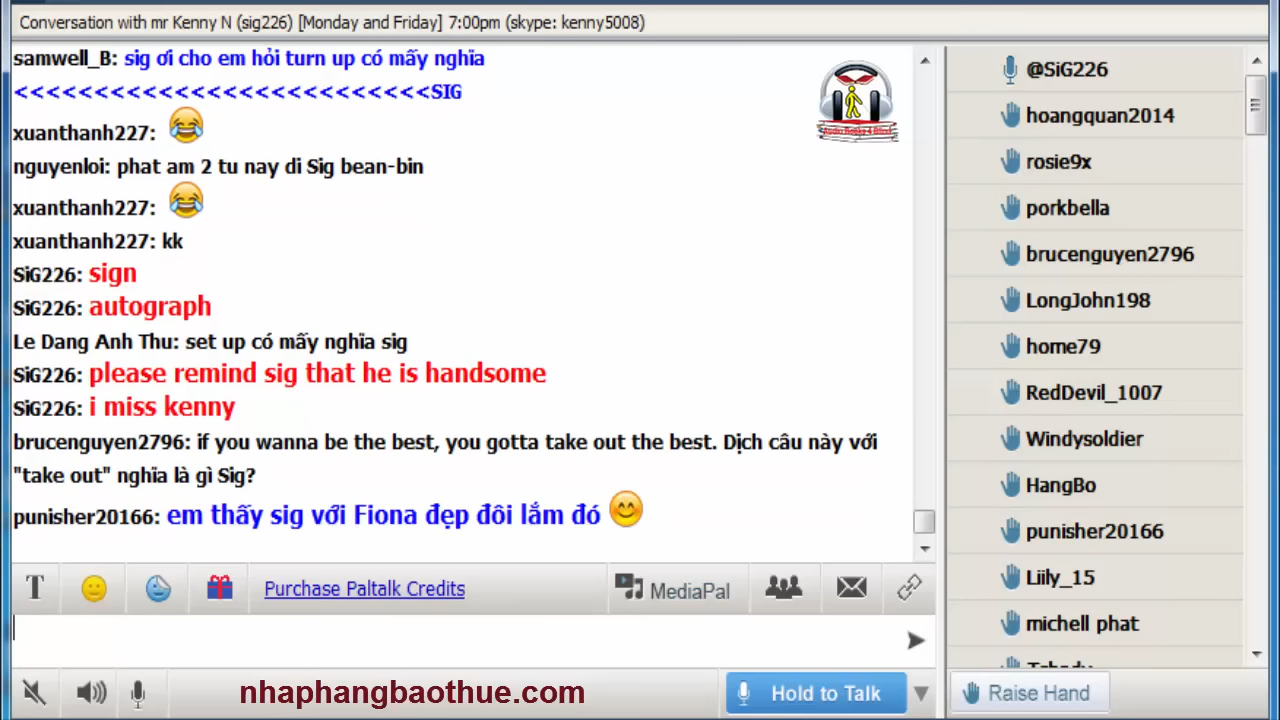 Conversation with mr Kenny N (sig226) [Monday and Friday] 7:00pm (skype: kenny5008)
samwell_B: sig ơi cho em hỏi turn up có mấy nghĩa
<<<<<<<<<<<<<<<<<<<<<<<<<<SIG
xuanthanh227:
nguyenloi: phat am 2 tu nay di Sig bean-bin
xuanthanh227:
xuanthanh227: kk
SiG226: sign
SiG226: autograph
Le Dang Anh Thu: set up có mấy nghĩa sig
SiG226: please remind sig that he is handsome
SiG226: i miss kenny
brucenguyen2796: if you wanna be the best, you gotta take out the best. Dịch câu này với
"take out" nghĩa là gì Sig?
punisher20166: em thấy sig với Fiona đẹp đôi lắm đó
T
Purchase Paltalk Credits
MediaPal
nhaphangbaothue.com
Hold to Talk
@SiG226
hoangquan2014
rosie9x
porkbella
brucenguyen2796
LongJohn198
home79
RedDevil_1007
Windysoldier
HangBo
punisher20166
Liily_15
michell phat
Raise Hand